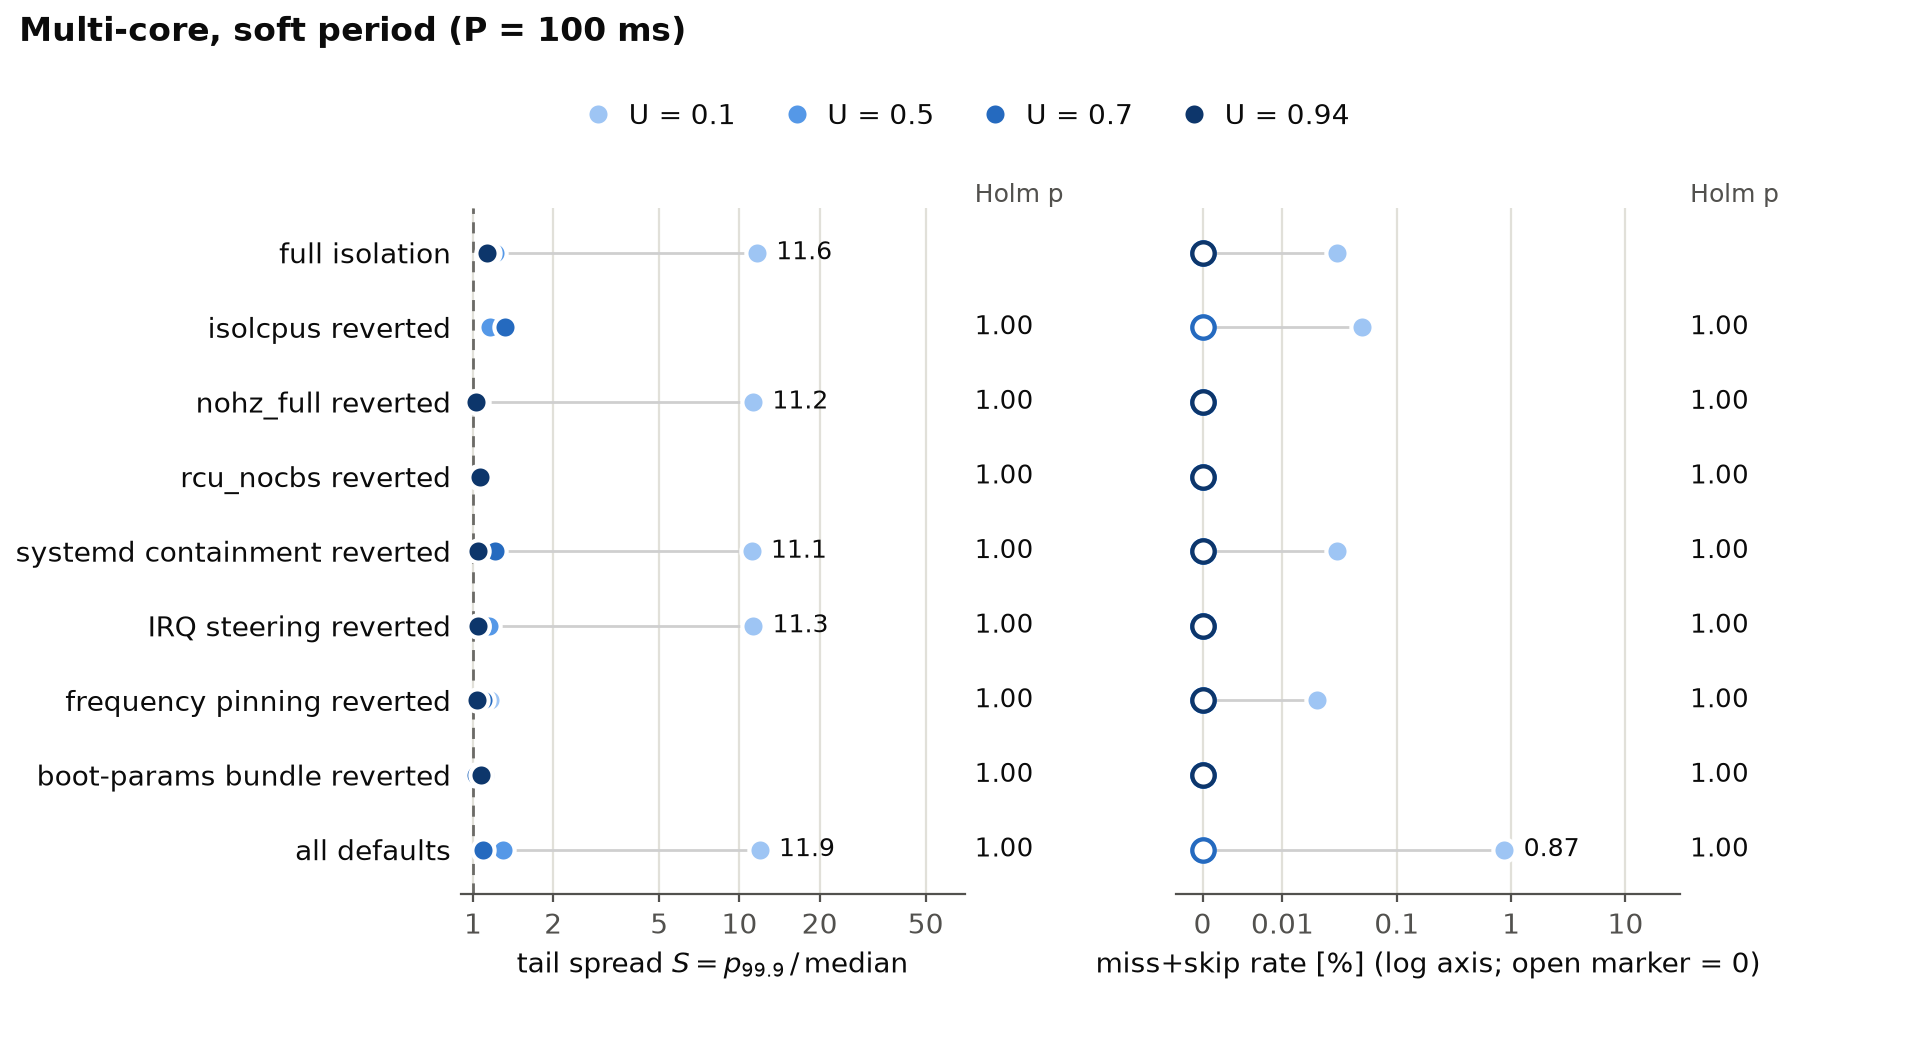 Multi-core, soft period (P = 100 ms)
U = 0.1 U = 0.5 U = 0.7 U = 0.94
Holm p Holm p
full isolation 11.6
isolcpus reverted 1.00 1.00
nohz_full reverted 11.2 1.00 1.00
rcu_nocbs reverted 1.00 1.00
systemd containment reverted 11.1 1.00 1.00
IRQ steering reverted 11.3 1.00 1.00
frequency pinning reverted 1.00 1.00
boot-params bundle reverted 1.00 1.00
all defaults 11.9 1.00 0.87 1.00
1 2 5 10 20 50 0 0.01 0.1 1 10
tail spread S = p99.9 / median miss+skip rate [%] (log axis; open marker = 0)